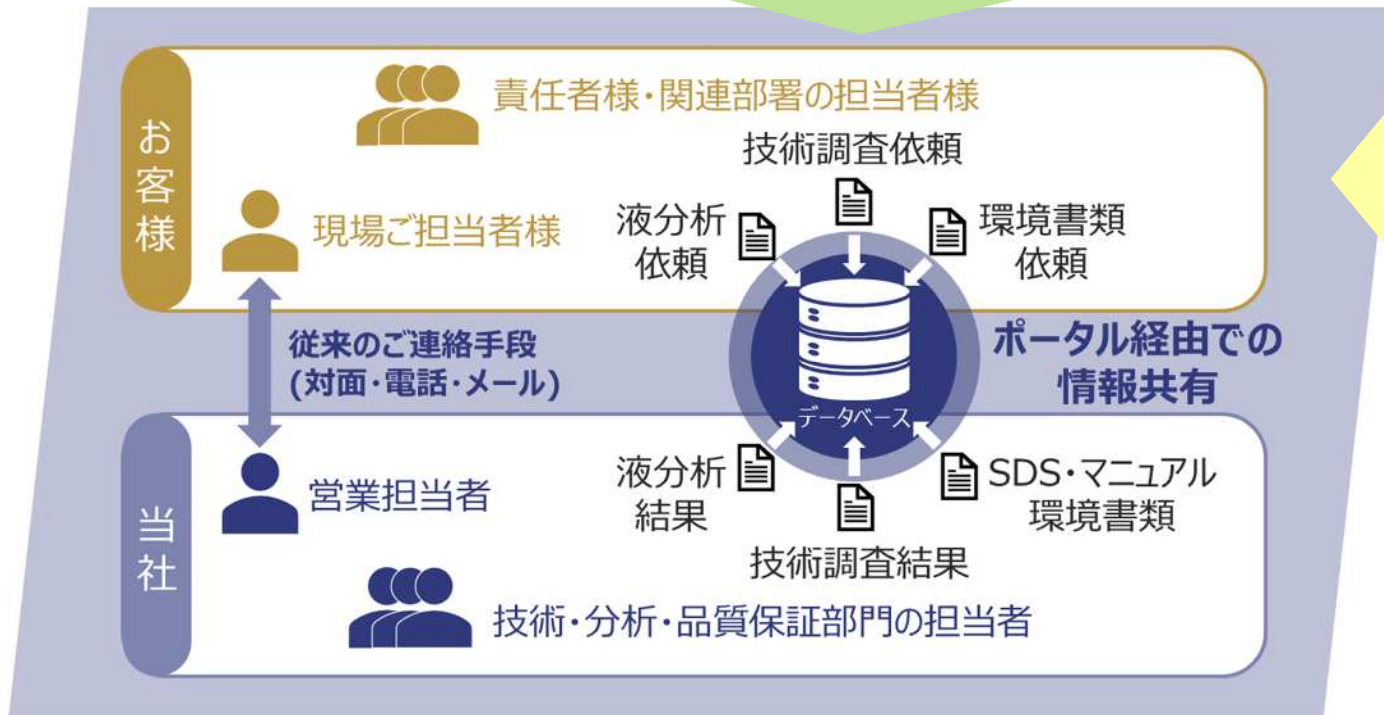 お客様
責任者様・関連部署の担当者様
現場ご担当者様
技術調査依頼
液分析
依頼
環境書類
依頼
従来のご連絡手段
(対面・電話・メール)
データベース
ポータル経由での
情報共有
当社
営業担当者
液分析
結果
技術調査結果
SDS・マニュアル
環境書類
技術・分析・品質保証部門の担当者